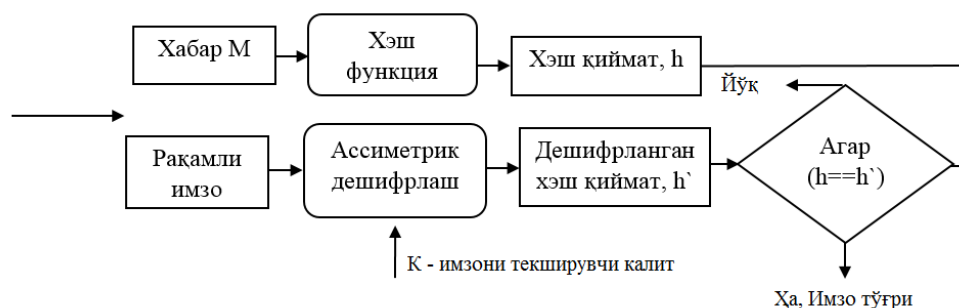 Хабар М
Хэш
функция
Хэш қиймат, h
Йўқ
Рақамли
имзо
Ассиметрик
дешифрлаш
Дешифрланган
хэш қиймат, h`
Агар
(h==h`)
К - имзони текширувчи калит
Ҳа, Имзо тўғри